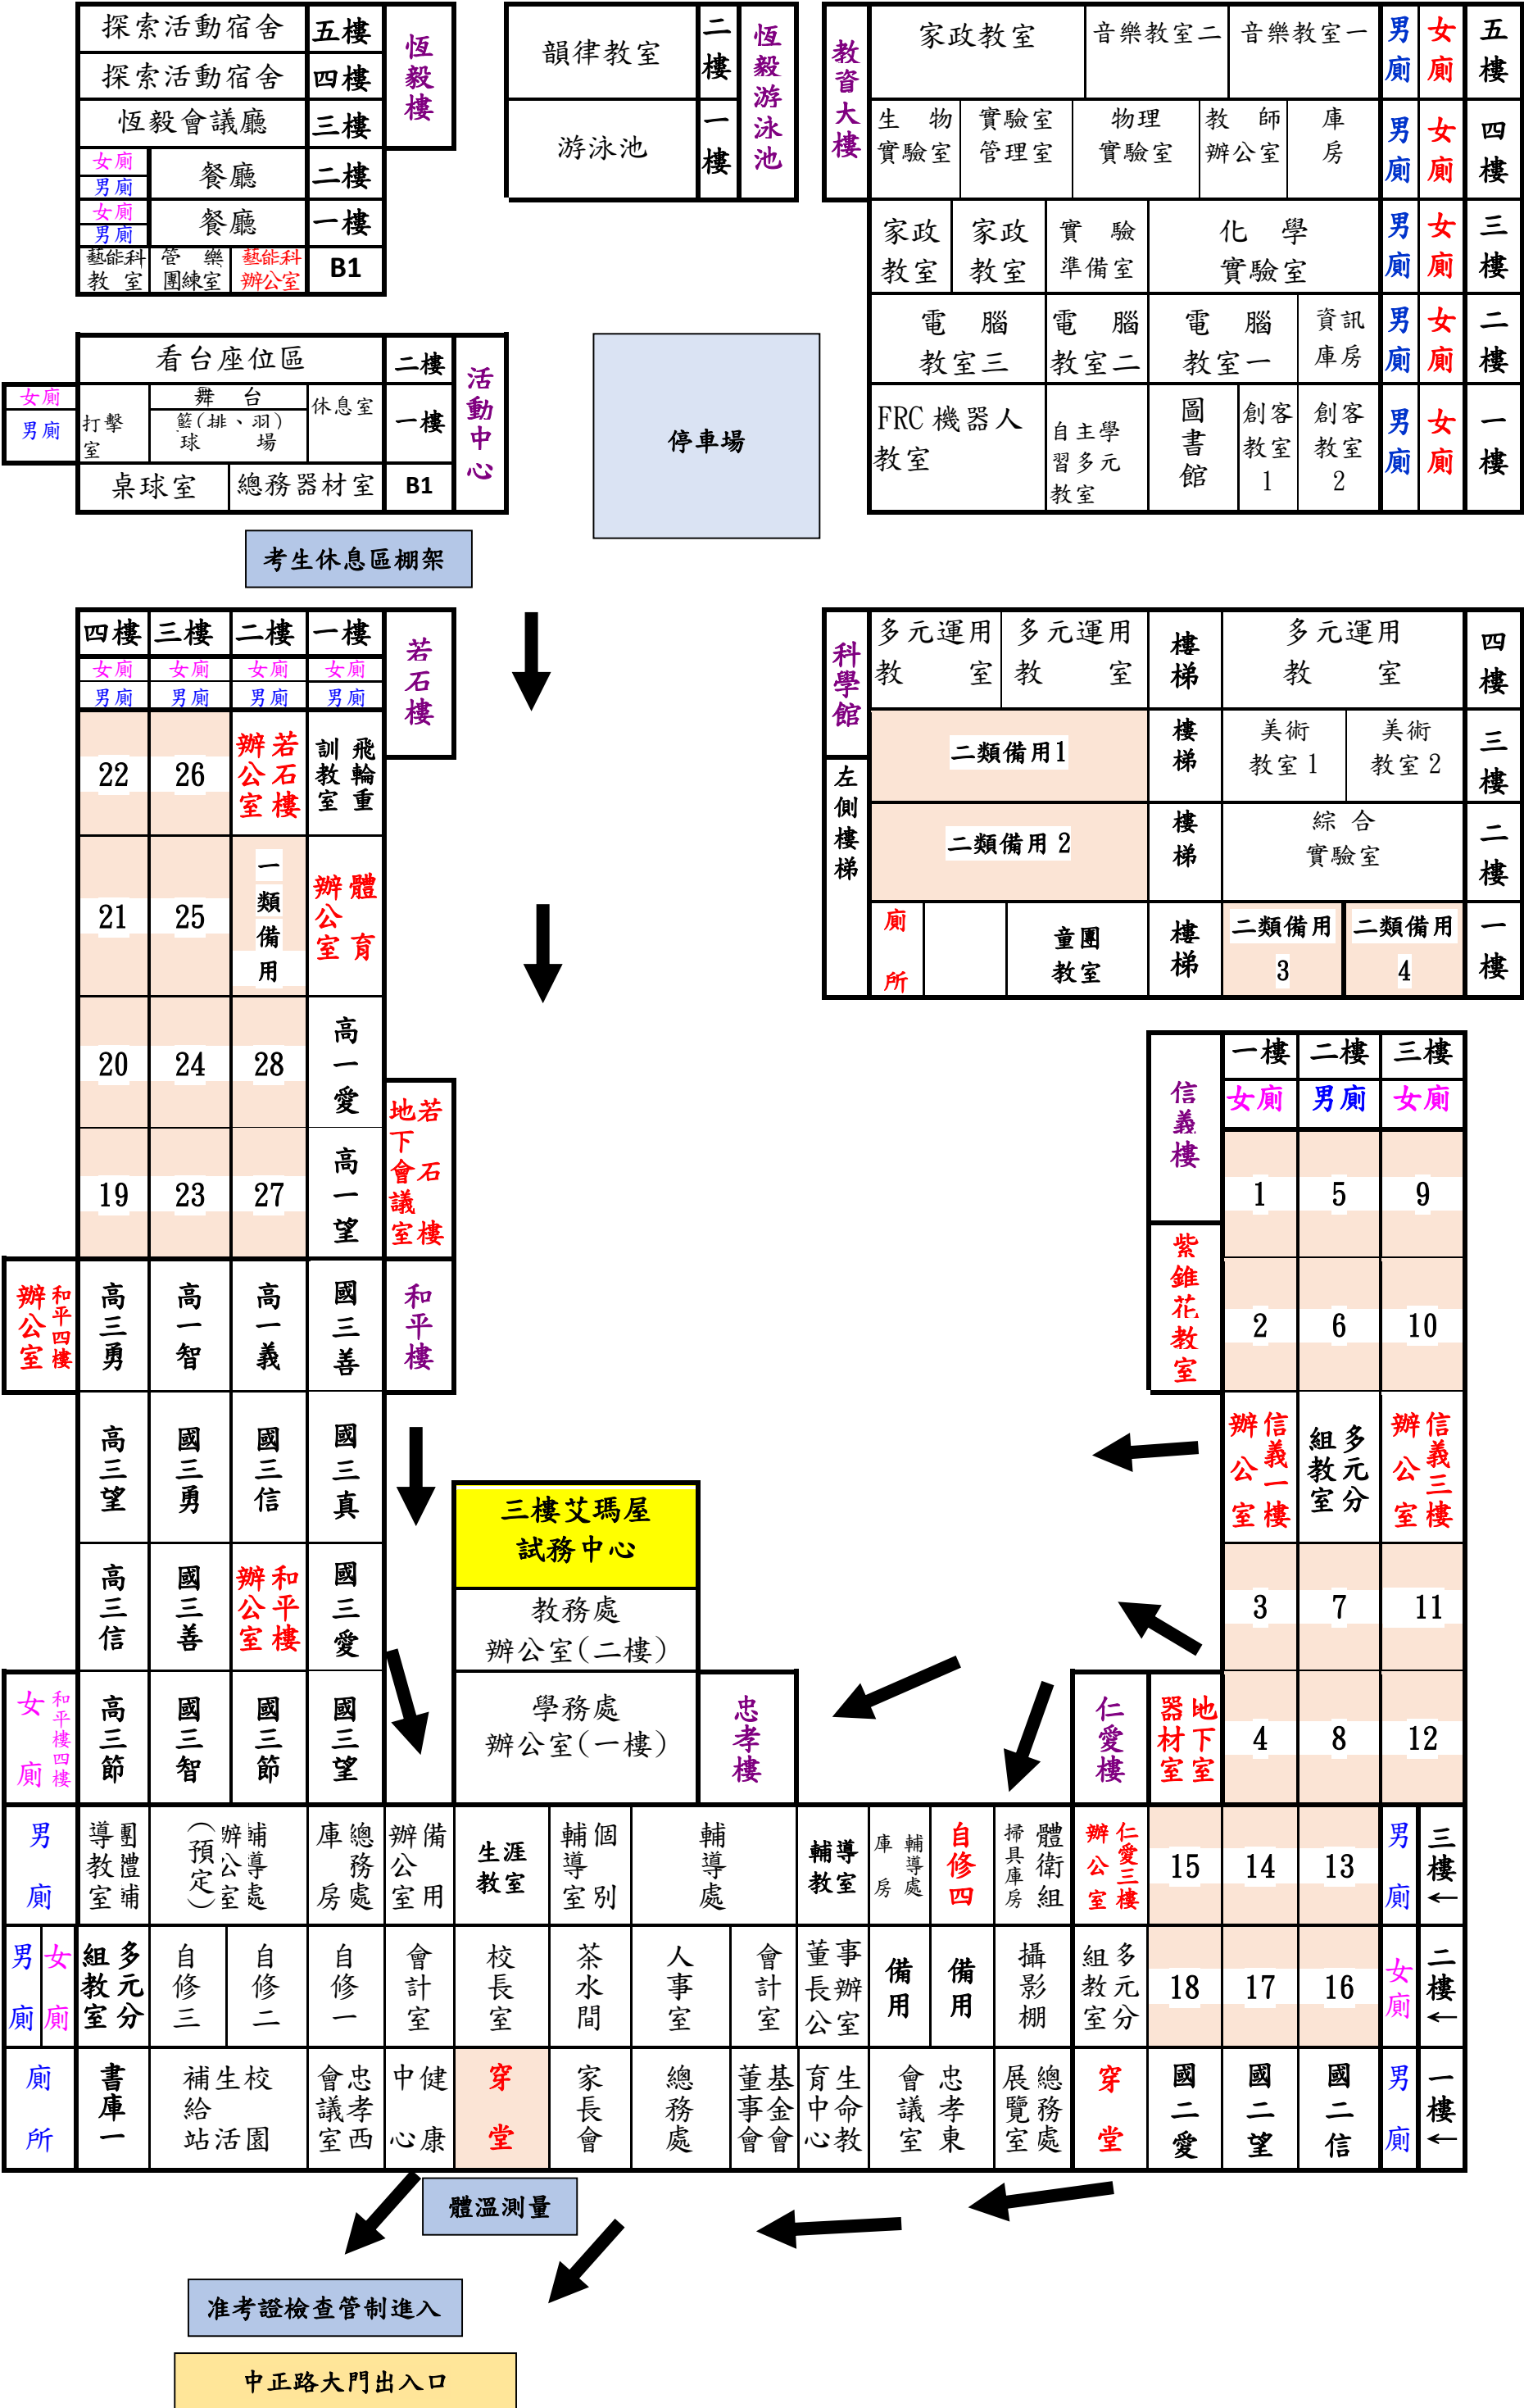 探索活動宿舍 五樓 恆毅樓
探索活動宿舍 四樓
恆毅會議廳 三樓
女廁
男廁
餐廳 二樓
女廁
男廁
餐廳 一樓
藝能科
教 室
管 樂
團練室
藝能科
辦公室
B1
韻律教室 二樓 恆毅游泳池
游泳池 一樓
教資大樓
家政教室 音樂教室二 音樂教室一 男廁 女廁 五樓
生 物
實驗室
實驗室
管理室
物理
實驗室
教 師
辦公室
庫
房
男廁 女廁 四樓
家政
教室
家政
教室
實 驗
準備室
化 學
實驗室
男廁 女廁 三樓
電 腦
教室三
電 腦
教室二
電 腦
教室一
資訊
庫房
男廁 女廁 二樓
FRC 機器人
教室
自主學
習多元
教室
圖書館
創客
教室
1
創客
教室
2
男廁 女廁 一樓
看台座位區 二樓 活動中心
女廁
男廁
打擊
室
舞 台
籃(排、羽)
球 場
休息室
一樓
桌球室 總務器材室 B1
停車場
考生休息區棚架
四樓 三樓 二樓 一樓 若石樓
女廁 女廁 女廁 女廁
男廁 男廁 男廁 男廁
22 26 若石樓辦公室 飛輪重訓教室
21 25 一類備用 體育辦公室
20 24 28 高一愛
19 23 27 高一望
若石樓地下會議室
和平四樓辦公室 高三勇 高一智 高一義 國三善 和平樓
高三望 國三勇 國三信 國三真
高三信 國三善 和平樓辦公室 國三愛
和平樓四樓女廁 高三節 國三智 國三節 國三望
科學館
左側樓梯
多元運用
教 室
多元運用
教 室
樓梯
多元運用
教 室
四樓
二類備用1
樓梯
美術
教室 1
美術
教室 2
三樓
二類備用 2
樓梯
綜 合
實驗室
二樓
廁所
童團
教室
樓梯
二類備用
3
二類備用
4
一樓
信義樓 一樓 二樓 三樓
女廁 男廁 女廁
1 5 9
紫錐花教室
2 6 10
信義一樓辦公室 多元分組教室 信義三樓辦公室
3 7 11
4 8 12
三樓艾瑪屋
試務中心
教務處
辦公室(二樓)
學務處
辦公室(一樓)
忠孝樓
仁愛樓
地下室器材室
男廁 團體輔導教室 輔導處辦公室(預定) 總務處庫房 備用辦公室 生涯教室 個別輔導室 輔導處 輔導教室 輔導處庫房 自修四 體衛組掃具庫房 仁愛三樓辦公室 15 14 13 男廁 三樓←
男廁 女廁 多元分組教室 自修三 自修二 自修一 會計室 校長室 茶水間 人事室 會計室 董事長辦公室 備用 備用 攝影棚 多元分組教室 18 17 16 女廁 二樓←
廁所 書庫一 校園生活補給站 忠孝西會議室 健康中心 穿堂 家長會 總務處 基金會董事會 生命教育中心 忠孝東會議室 總務處展覽室 穿堂 國二愛 國二望 國二信 男廁 一樓←
體溫測量
准考證檢查管制進入
中正路大門出入口